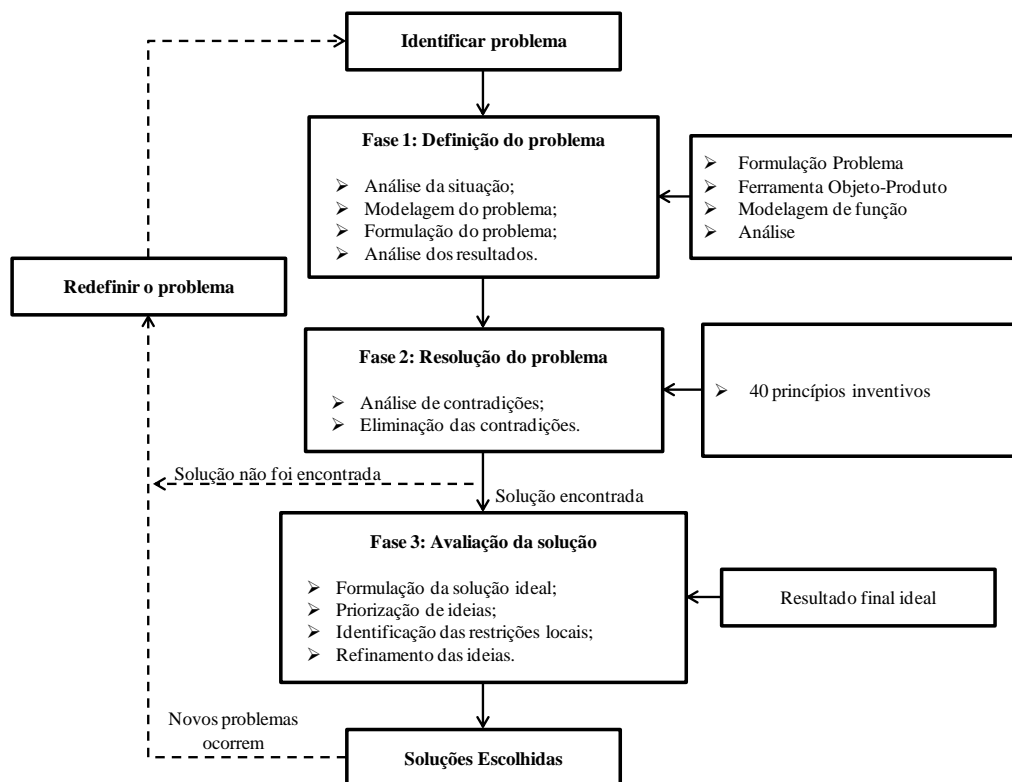 Identificar problema
Fase 1: Definição do problema
➢ Análise da situação;
➢ Modelagem do problema;
➢ Formulação do problema;
➢ Análise dos resultados.
➢ Formulação Problema
➢ Ferramenta Objeto-Produto
➢ Modelagem de função
➢ Análise
Redefinir o problema
Fase 2: Resolução do problema
➢ Análise de contradições;
➢ Eliminação das contradições.
➢ 40 princípios inventivos
Solução não foi encontrada
Solução encontrada
Fase 3: Avaliação da solução
➢ Formulação da solução ideal;
➢ Priorização de ideias;
➢ Identificação das restrições locais;
➢ Refinamento das ideias.
Resultado final ideal
Novos problemas
ocorrem
Soluções Escolhidas